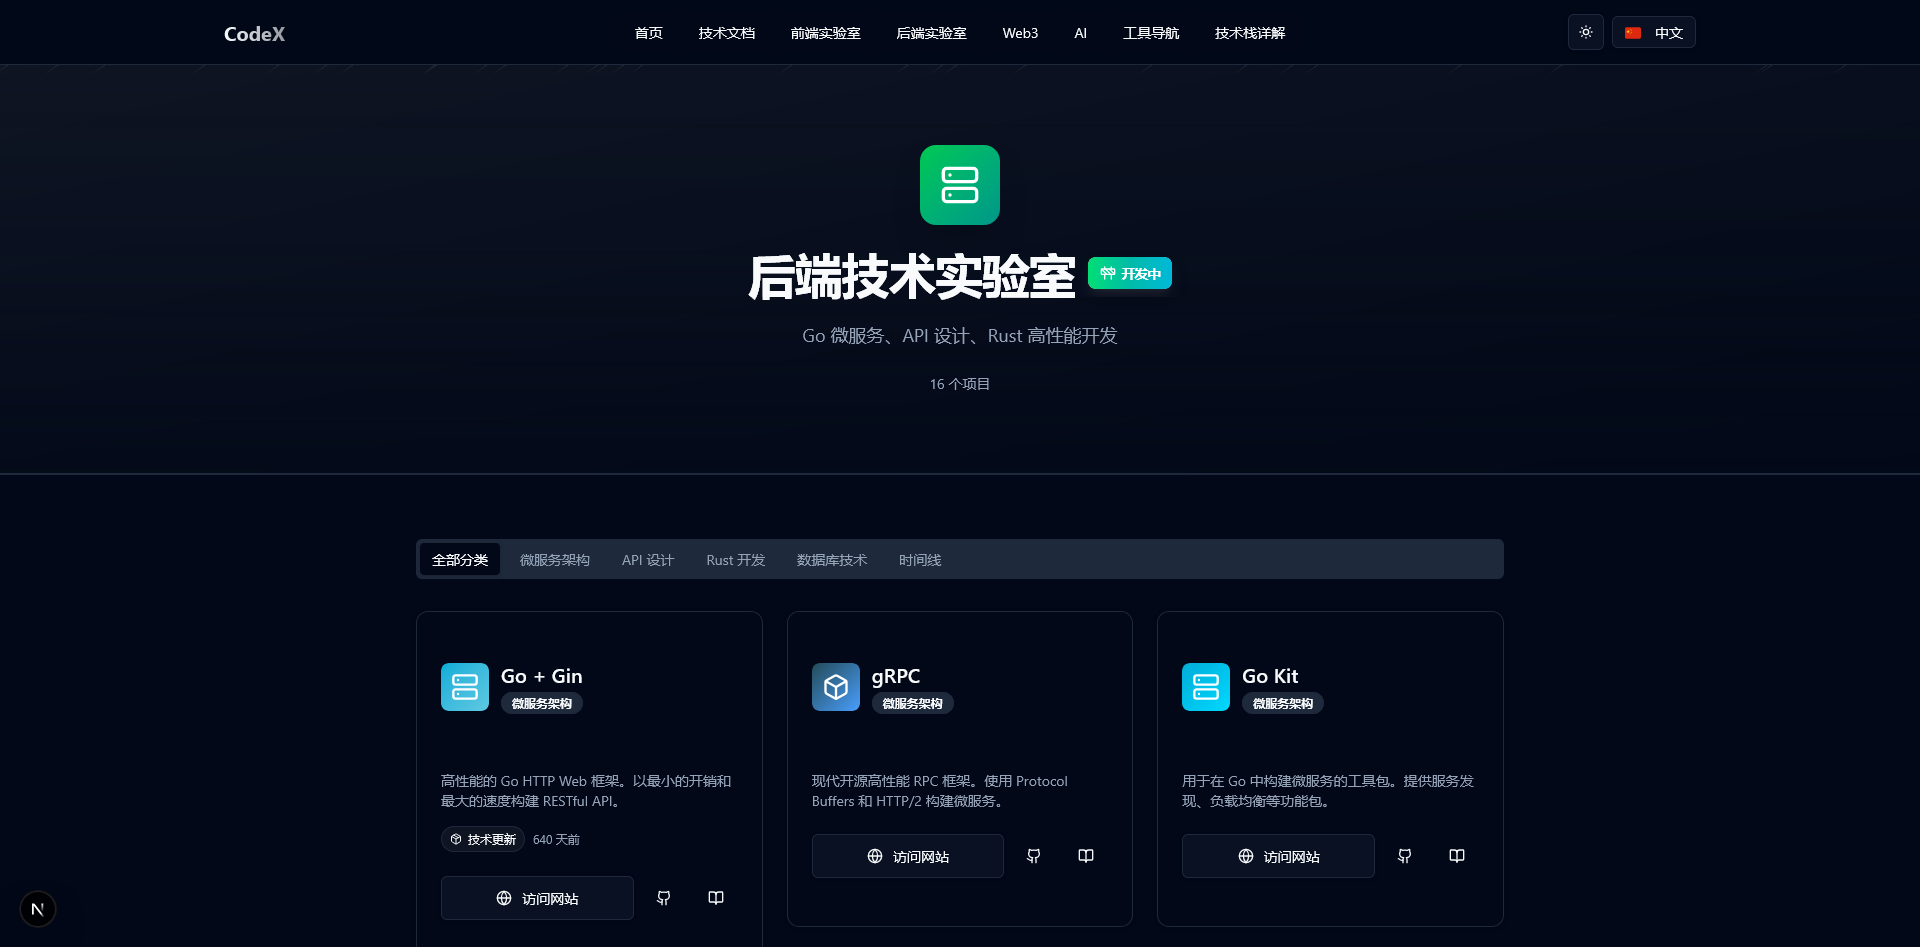 CodeX
首页
技术文档
前端实验室
后端实验室
Web3
AI
工具导航
技术栈详解
中文
后端技术实验室
开发中
Go 微服务、API 设计、Rust 高性能开发
16 个项目
全部分类
微服务架构
API 设计
Rust 开发
数据库技术
时间线
Go + Gin
微服务架构
高性能的 Go HTTP Web 框架。以最小的开销和
最大的速度构建 RESTful API。
技术更新
640 天前
访问网站
gRPC
微服务架构
现代开源高性能 RPC 框架。使用 Protocol
Buffers 和 HTTP/2 构建微服务。
访问网站
Go Kit
微服务架构
用于在 Go 中构建微服务的工具包。提供服务发
现、负载均衡等功能包。
访问网站
N